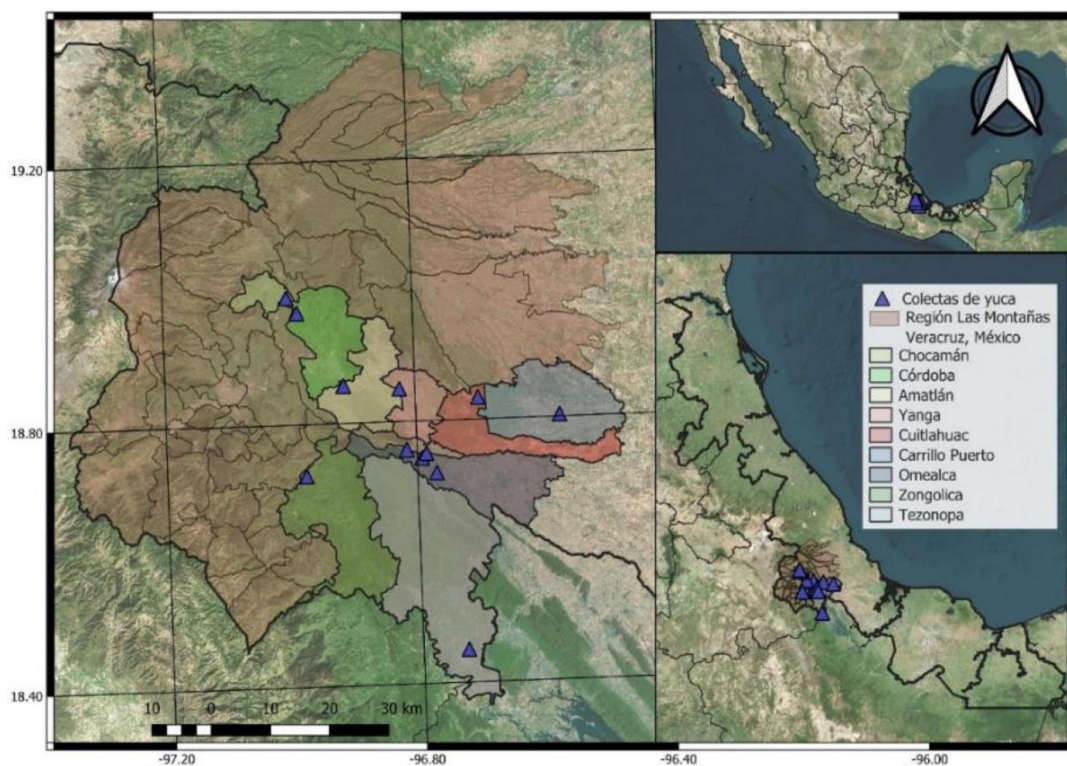 19.20
18.80
18.40
10 0 10 20 30 km
-97.20 -96.80 -96.40 -96.00
Colectas de yuca
Región Las Montañas
Veracruz, México
Chocamán
Córdoba
Amatlán
Yanga
Cuitlahuac
Carrillo Puerto
Omealca
Zongolica
Tezonopa